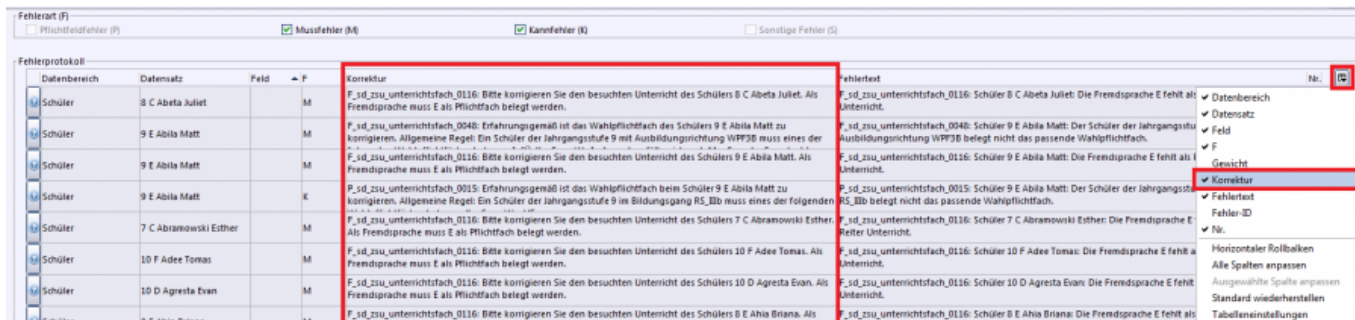 Fehlerart (F)
Pflichtfeldfehler (P) Mussfehler (M) Kannfehler (K) Sonstige Fehler (S)
Fehlerprotokoll
Datenbereich Datensatz Feld F Korrektur Fehlertext Nr.
Schüler 8 C Abeta Juliet M F_sd_zsu_unterrichtsfach_0116: Bitte korrigieren Sie den besuchten Unterricht des Schülers 8 C Abeta Juliet. Als F_sd_zsu_unterrichtsfach_0116: Schüler 8 C Abeta Juliet: Die Fremdsprache E fehlt als
Fremdsprache muss E als Pflichtfach belegt werden. Unterricht.
Schüler 9 E Abila Matt M F_sd_zsu_unterrichtsfach_0048: Erfahrungsgemäß ist das Wahlpflichtfach des Schülers 9 E Abila Matt zu F_sd_zsu_unterrichtsfach_0048: Schüler 9 E Abila Matt: Der Schüler der Jahrgangsstu
korrigieren. Allgemeine Regel: Ein Schüler der Jahrgangsstufe 9 mit Ausbildungsrichtung WPF3B muss eines der Ausbildungsrichtung WPF3B belegt nicht das passende Wahlpflichtfach.
Schüler 9 E Abila Matt M F_sd_zsu_unterrichtsfach_0116: Bitte korrigieren Sie den besuchten Unterricht des Schülers 9 E Abila Matt. Als F_sd_zsu_unterrichtsfach_0116: Schüler 9 E Abila Matt: Die Fremdsprache E fehlt als
Fremdsprache muss E als Pflichtfach belegt werden. Unterricht.
Schüler 9 E Abila Matt K P_sd_zsu_unterrichtsfach_0015: Erfahrungsgemäß ist das Wahlpflichtfach beim Schüler 9 E Abila Matt zu P_sd_zsu_unterrichtsfach_0015: Schüler 9 E Abila Matt: Der Schüler der Jahrgangsstu
korrigieren. Allgemeine Regel: Ein Schüler der Jahrgangsstufe 9 im Bildungsgang RS_IIIb muss eines der folgenden RS_IIIb belegt nicht das passende Wahlpflichtfach.
Schüler 7 C Abramowski Esther M F_sd_zsu_unterrichtsfach_0116: Bitte korrigieren Sie den besuchten Unterricht des Schülers 7 C Abramowski Esther. F_sd_zsu_unterrichtsfach_0116: Schüler 7 C Abramowski Esther: Die Fremdsprache E
Als Fremdsprache muss E als Pflichtfach belegt werden. Reiter Unterricht.
Schüler 10 F Adee Tomas M F_sd_zsu_unterrichtsfach_0116: Bitte korrigieren Sie den besuchten Unterricht des Schülers 10 F Adee Tomas. Als F_sd_zsu_unterrichtsfach_0116: Schüler 10 F Adee Tomas: Die Fremdsprache E fehlt a
Fremdsprache muss E als Pflichtfach belegt werden. Unterricht.
Schüler 10 D Agresta Evan M F_sd_zsu_unterrichtsfach_0116: Bitte korrigieren Sie den besuchten Unterricht des Schülers 10 D Agresta Evan. Als F_sd_zsu_unterrichtsfach_0116: Schüler 10 D Agresta Evan: Die Fremdsprache E fehlt
Fremdsprache muss E als Pflichtfach belegt werden. Unterricht.
F_sd_zsu_unterrichtsfach_0116: Bitte korrigieren Sie den besuchten Unterricht des Schülers 8 E Ahia Briana. Als F_sd_zsu_unterrichtsfach_0116: Schüler 8 E Ahia Briana: Die Fremdsprache E fehlt als
Datenbereich
Datensatz
Feld
F
Gewicht
Korrektur
Fehlertext
Fehler-ID
Nr.
Horizontaler Rollbalken
Alle Spalten anpassen
Ausgewählte Spalte anpassen
Standard wiederherstellen
Tabelleneinstellungen